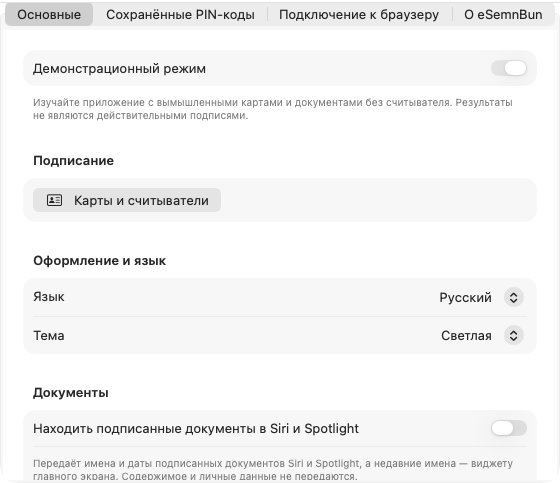 Основные
Сохранённые PIN-коды
Подключение к браузеру
О eSemnBun
Демонстрационный режим
Изучайте приложение с вымышленными картами и документами без считывателя. Результаты
не являются действительными подписями.
Подписание
Карты и считыватели
Оформление и язык
Язык
Русский
Тема
Светлая
Документы
Находить подписанные документы в Siri и Spotlight
Передаёт имена и даты подписанных документов Siri и Spotlight, а недавние имена — виджету
главного экрана. Содержимое и личные данные не передаются.